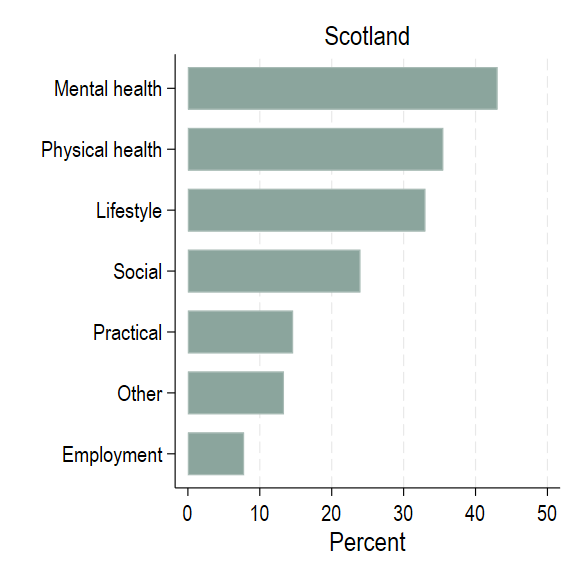 Scotland
Mental health
Physical health
Lifestyle
Social
Practical
Other
Employment
0 10 20 30 40 50
Percent